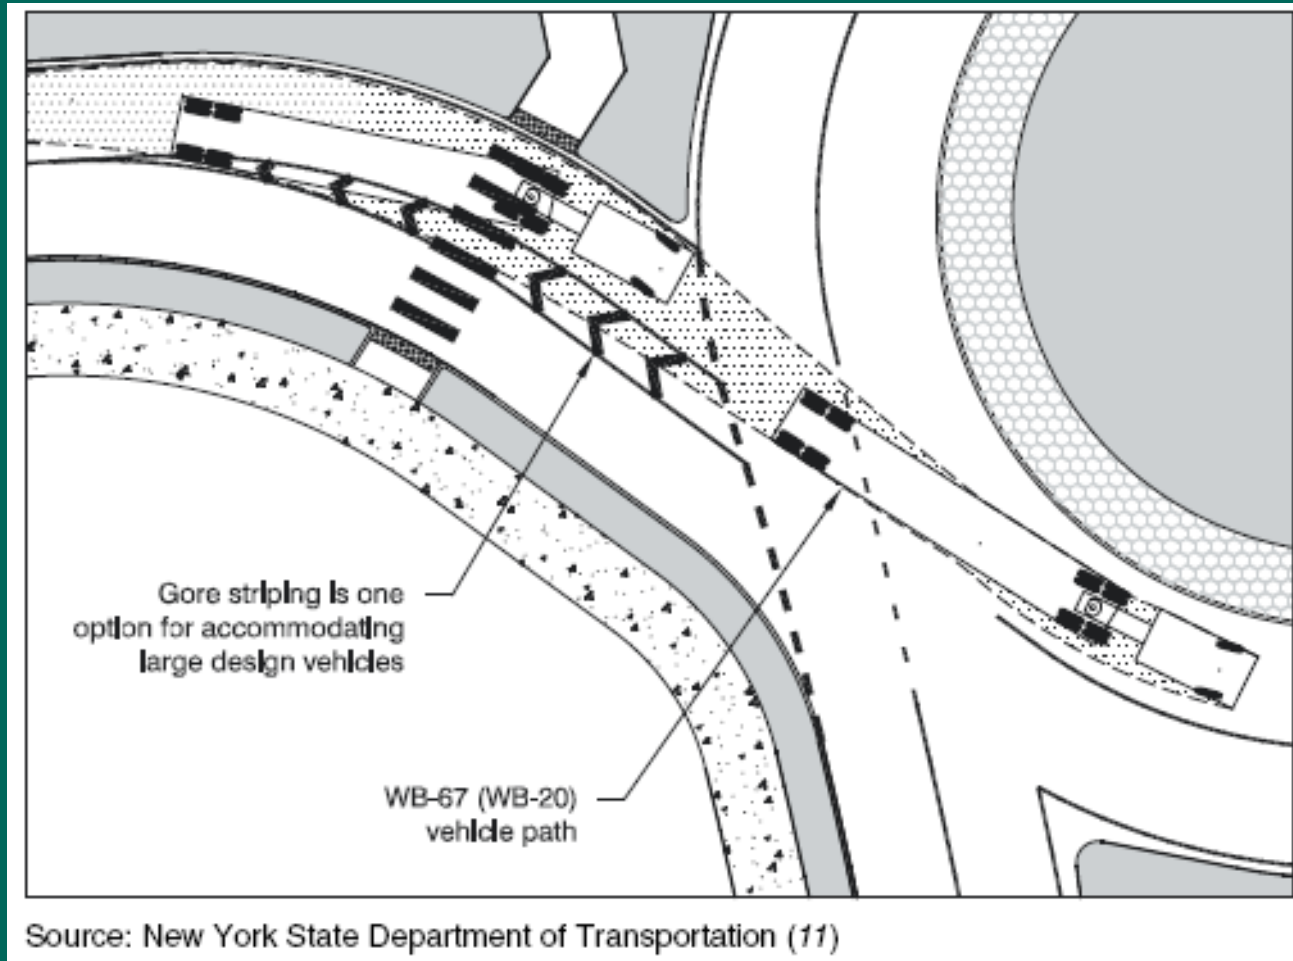 Gore striping is one
option for accommodating
large design vehicles
WB-67 (WB-20)
vehicle path
Source: New York State Department of Transportation (11)